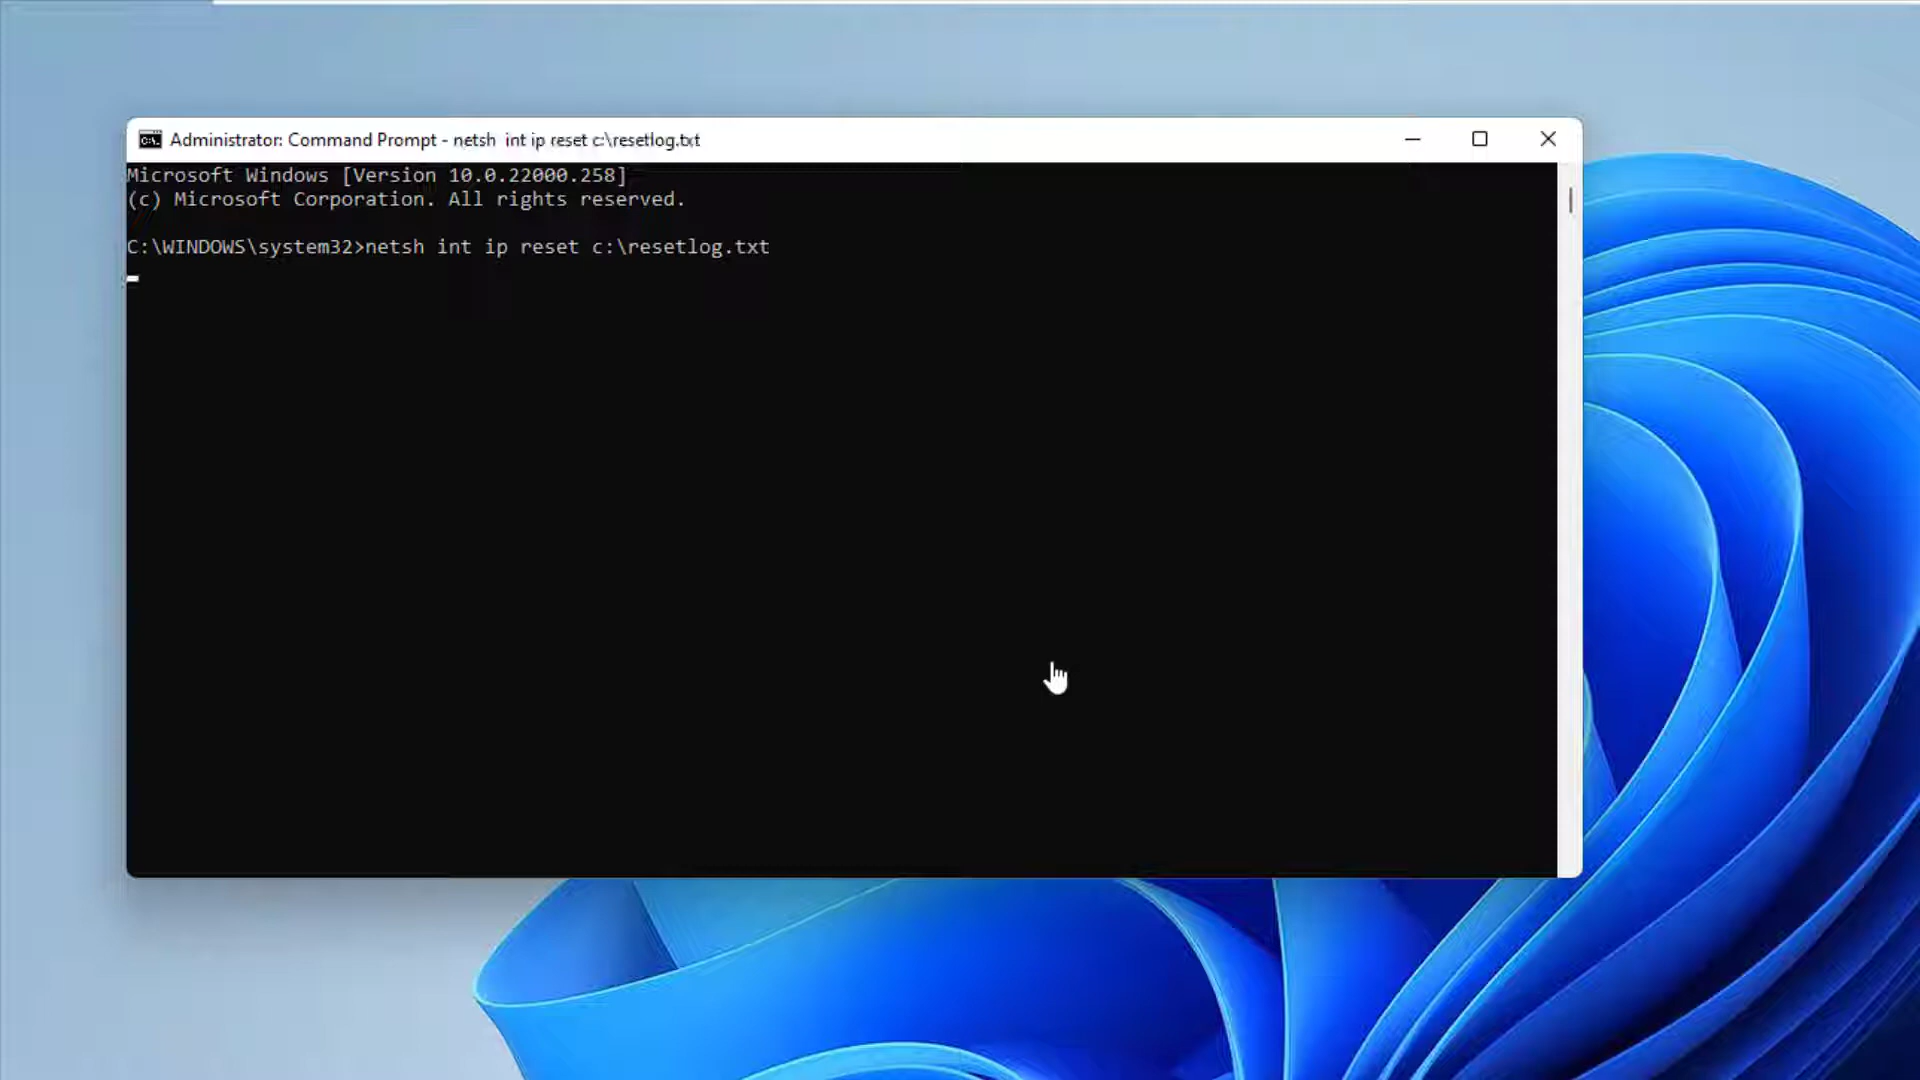 Administrator: Command Prompt - netsh  int ip reset c:\resetlog.txt
Microsoft Windows [Version 10.0.22000.258]
(c) Microsoft Corporation. All rights reserved.
C:\WINDOWS\system32>netsh int ip reset c:\resetlog.txt